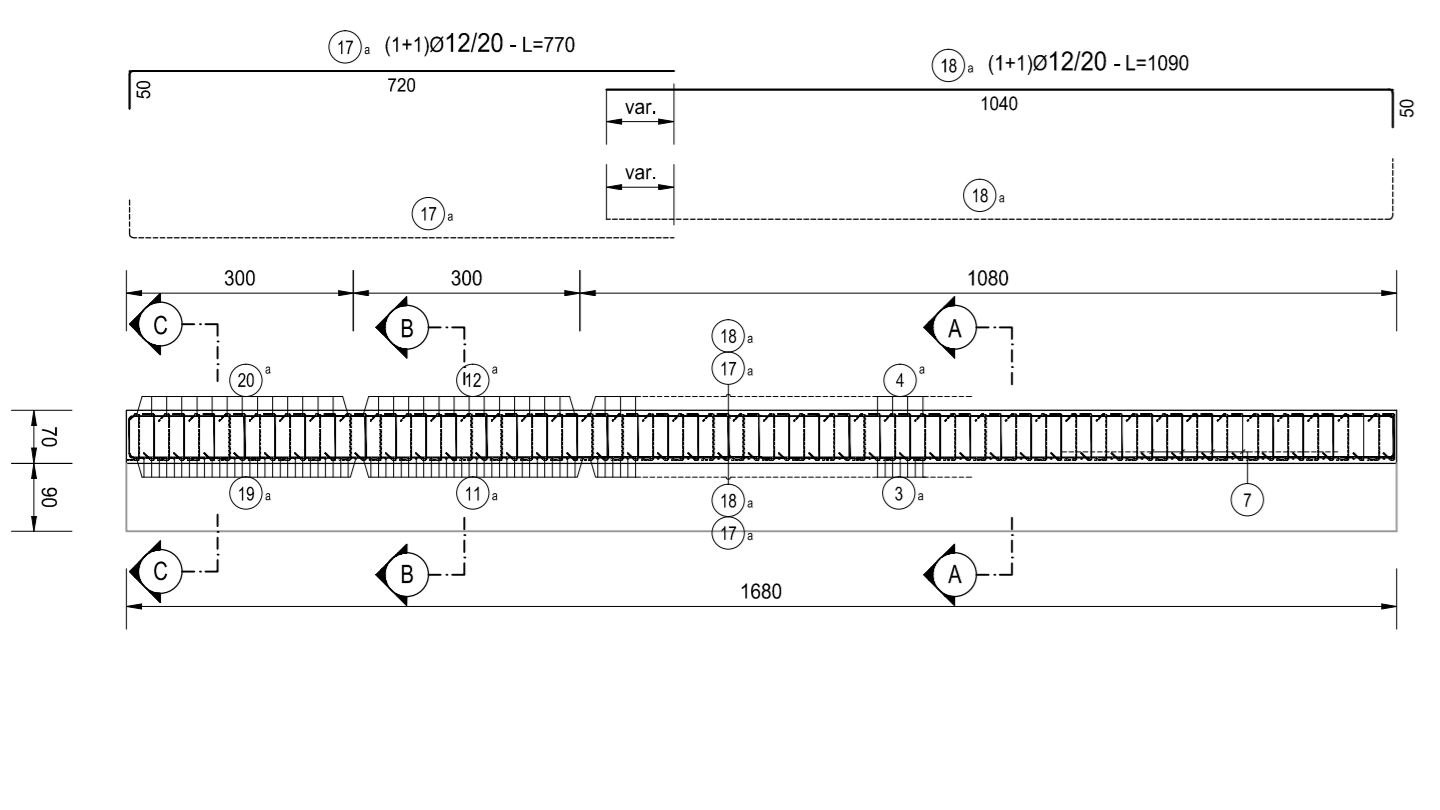 17 a (1+1)Ø12/20 - L=770
18 a (1+1)Ø12/20 - L=1090
50
720
1040
50
var.
var.
18 a
17 a
300
300
1080
C
B
A
18 a
17 a
20 a
12 a
4 a
70
90
19 a
11 a
18 a
3 a
7
17 a
C
B
A
1680